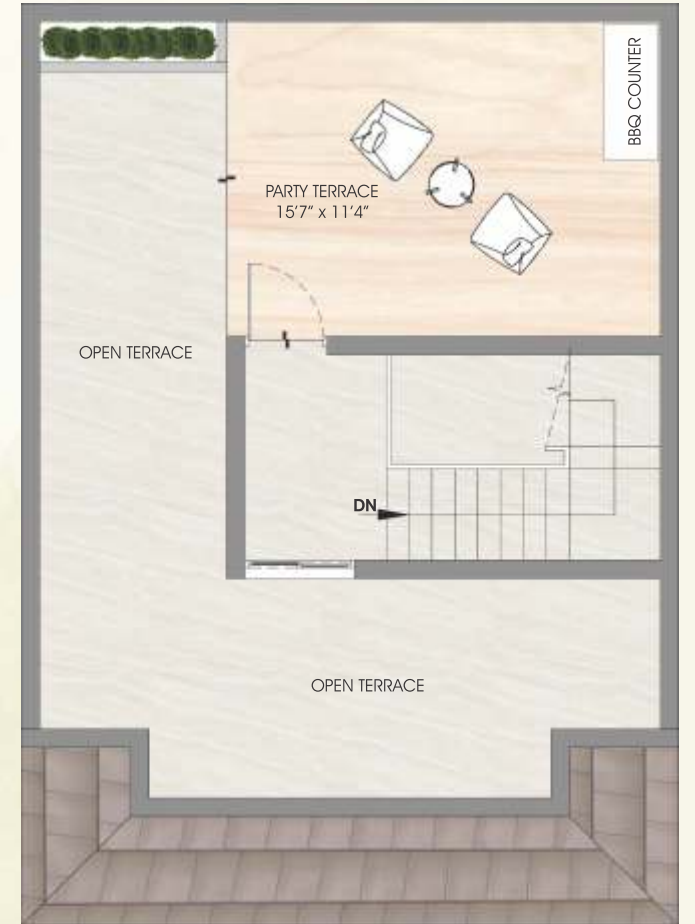 BBQ COUNTER
PARTY TERRACE
15'7" x 11'4"
OPEN TERRACE
DN
OPEN TERRACE